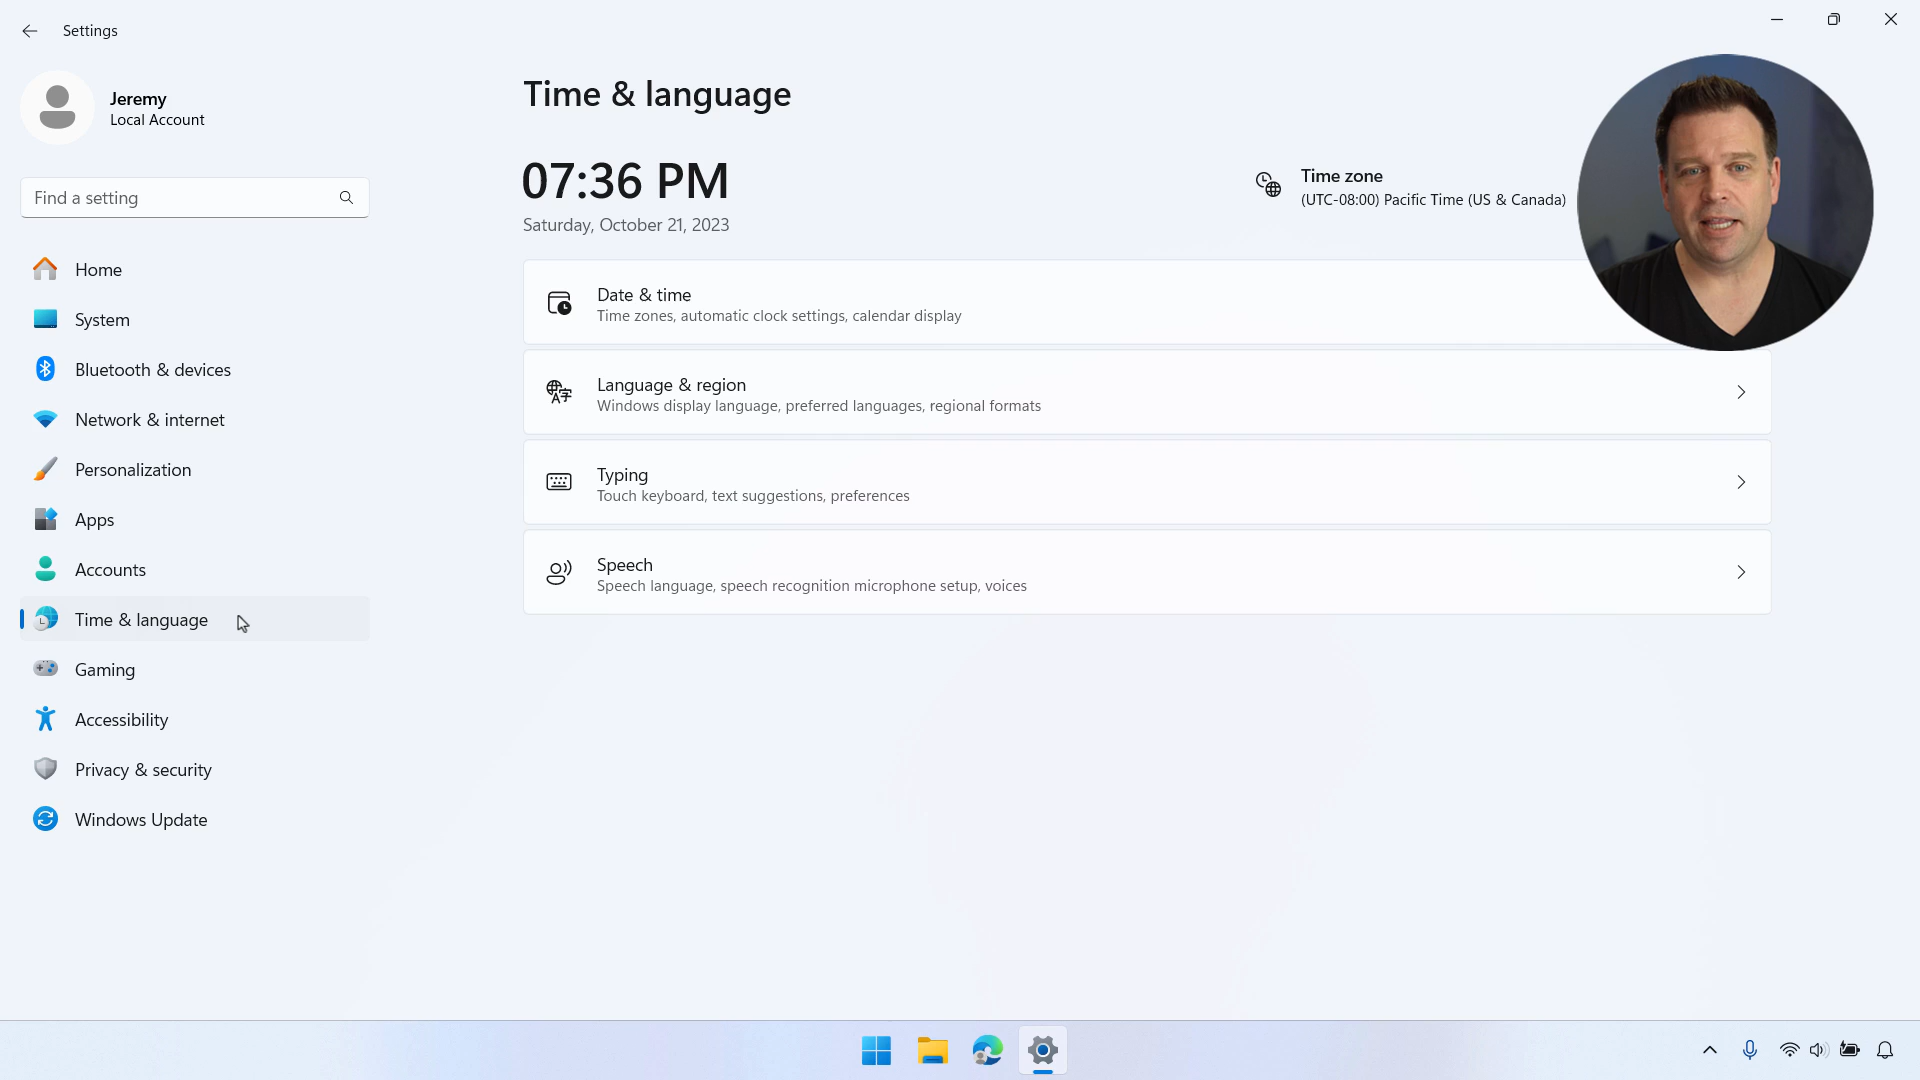 Settings
Jeremy
Local Account
Find a setting
Home
System
Bluetooth & devices
Network & internet
Personalization
Apps
Accounts
Time & language
Gaming
Accessibility
Privacy & security
Windows Update
Time & language
07:36 PM
Saturday, October 21, 2023
Time zone
(UTC-08:00) Pacific Time (US & Canada)
Date & time
Time zones, automatic clock settings, calendar display
Language & region
Windows display language, preferred languages, regional formats
Typing
Touch keyboard, text suggestions, preferences
Speech
Speech language, speech recognition microphone setup, voices